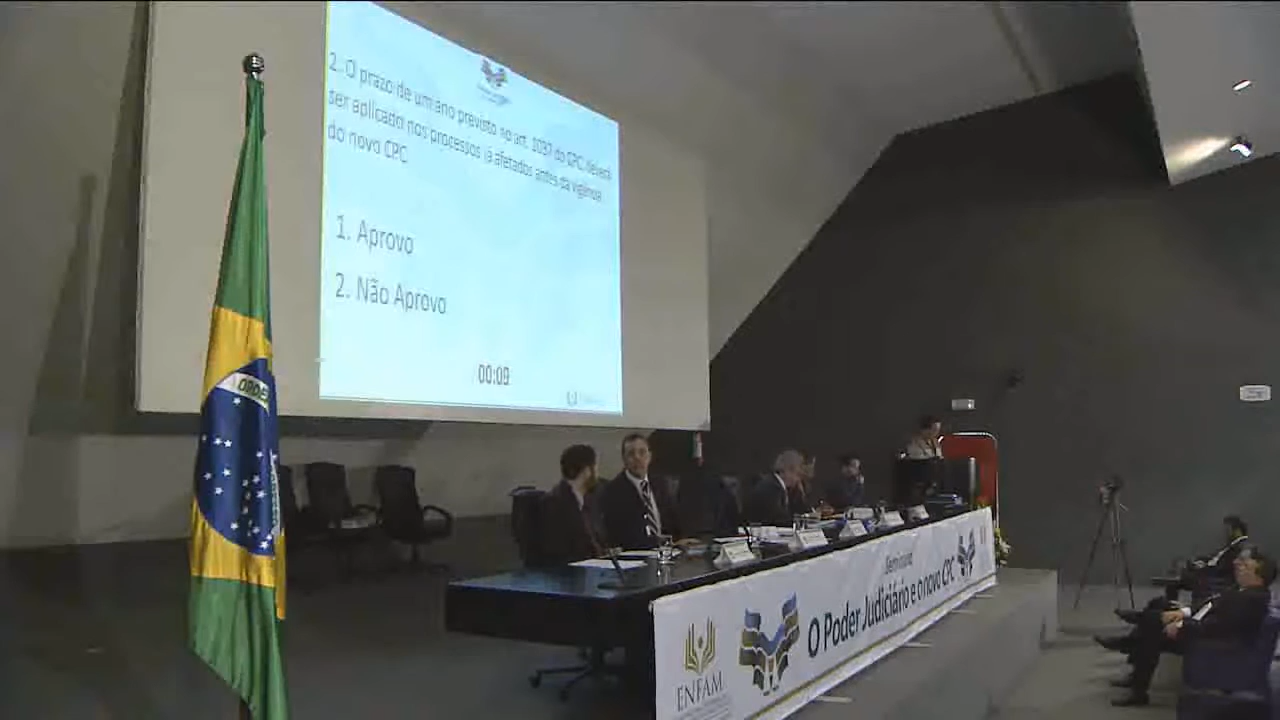 2. O prazo de um ano previsto no art. 1037 do CPC deverá
ser aplicado nos processos já afetados antes da vigência
do novo CPC
1. Aprovo
2. Não Aprovo
00:09
ORDE
Seminário
O Poder Judiciário e o novo CPC
ENFAM